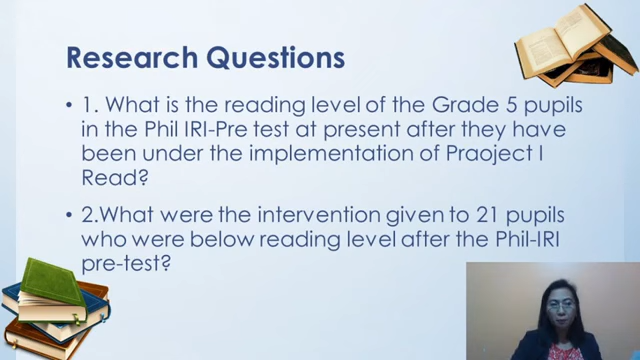 Research Questions
• 1. What is the reading level of the Grade 5 pupils
in the Phil IRI-Pre test at present after they have
been under the implementation of Praoject I
Read?
• 2.What were the intervention given to 21 pupils
who were below reading level after the Phil-IRI
pre-test?